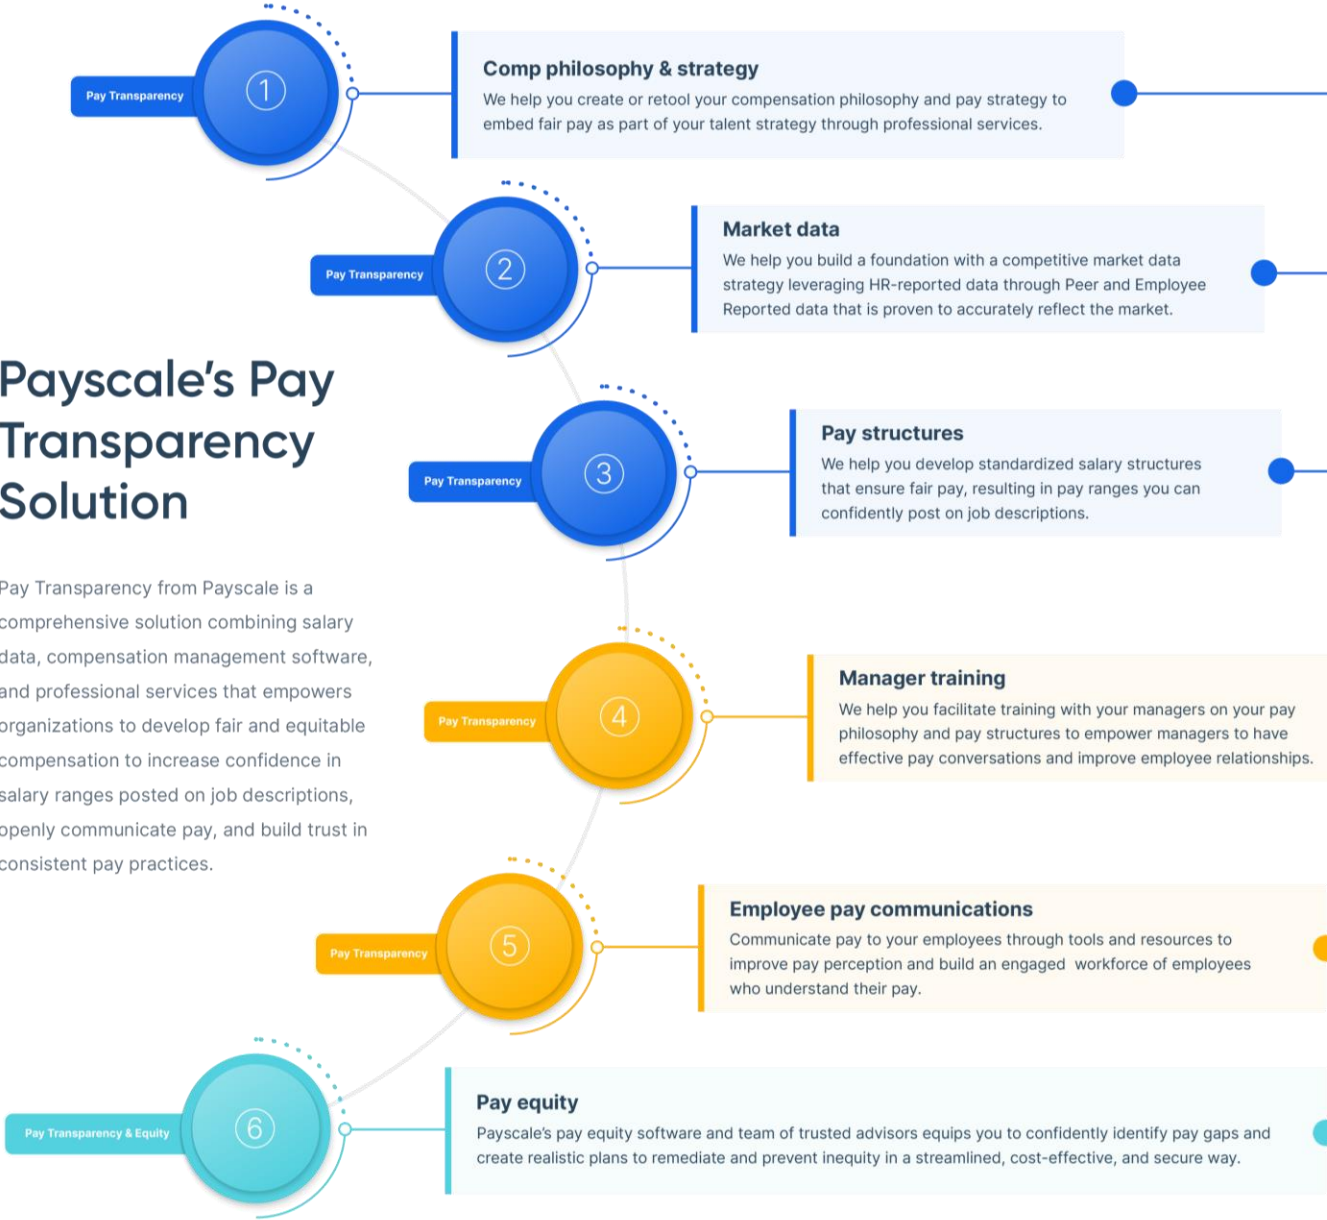 Payscale's Pay
Transparency
Solution
Pay Transparency from Payscale is a
comprehensive solution combining salary
data, compensation management software,
and professional services that empowers
organizations to develop fair and equitable
compensation to increase confidence in
salary ranges posted on job descriptions,
openly communicate pay, and build trust in
consistent pay practices.
Pay Transparency
1
Comp philosophy & strategy
We help you create or retool your compensation philosophy and pay strategy to
embed fair pay as part of your talent strategy through professional services.
Pay Transparency
2
Market data
We help you build a foundation with a competitive market data
strategy leveraging HR-reported data through Peer and Employee
Reported data that is proven to accurately reflect the market.
Pay Transparency
3
Pay structures
We help you develop standardized salary structures
that ensure fair pay, resulting in pay ranges you can
confidently post on job descriptions.
Pay Transparency
4
Manager training
We help you facilitate training with your managers on your pay
philosophy and pay structures to empower managers to have
effective pay conversations and improve employee relationships.
Pay Transparency
5
Employee pay communications
Communicate pay to your employees through tools and resources to
improve pay perception and build an engaged workforce of employees
who understand their pay.
Pay Transparency & Equity
6
Pay equity
Payscale's pay equity software and team of trusted advisors equips you to confidently identify pay gaps and
create realistic plans to remediate and prevent inequity in a streamlined, cost-effective, and secure way.